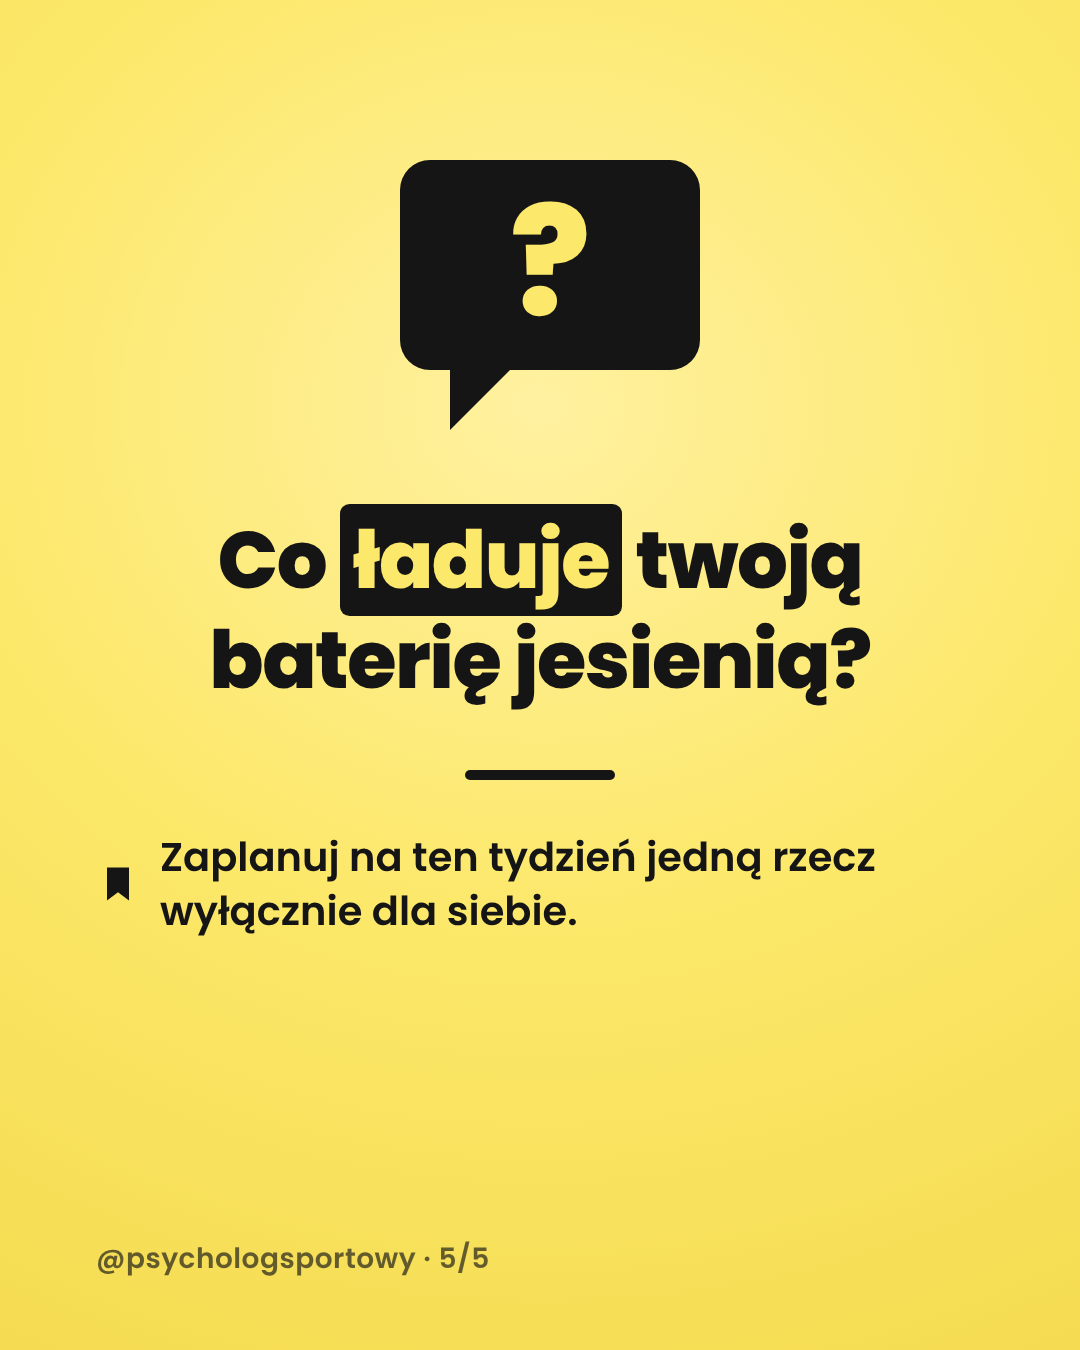 ?
Co ładuje twoją
baterię jesienią?
Zaplanuj na ten tydzień jedną rzecz
wyłącznie dla siebie.
@psychologsportowy · 5/5